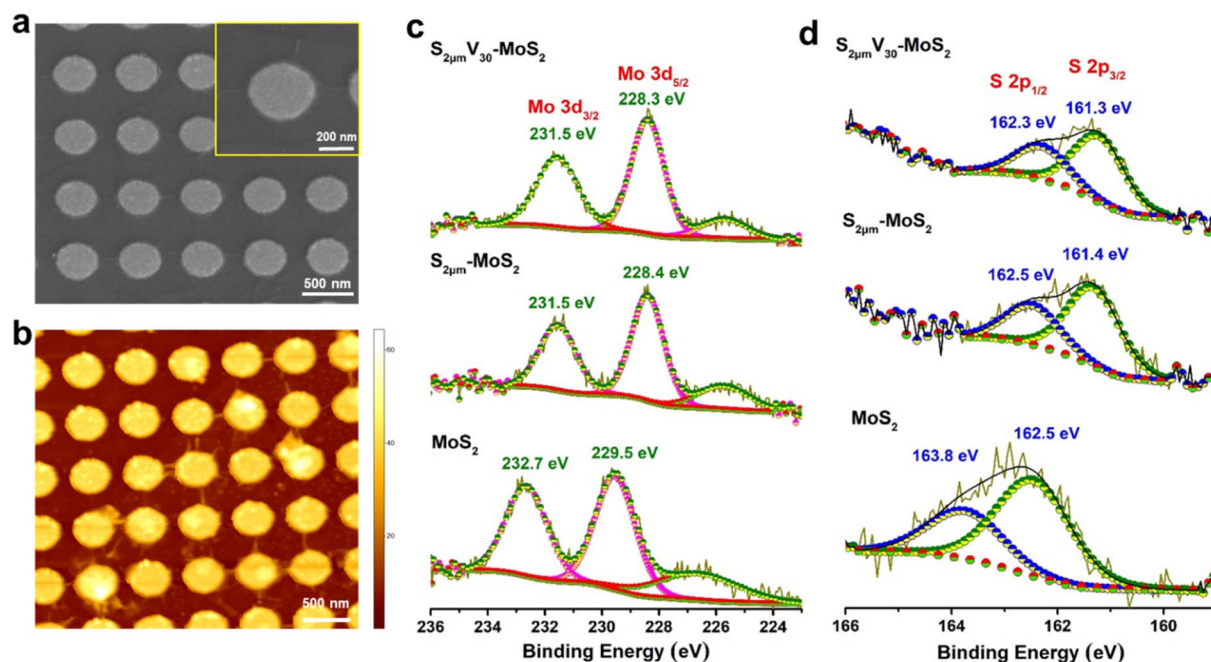 a
200 nm
500 nm
b
60
40
20
500 nm
c
S2μmV30-MoS2
Mo 3d5/2
228.3 eV
Mo 3d3/2
231.5 eV
S2μm-MoS2
228.4 eV
231.5 eV
MoS2
232.7 eV
229.5 eV
236 234 232 230 228 226 224
Binding Energy (eV)
d
S2μmV30-MoS2
S 2p3/2
S 2p1/2
161.3 eV
162.3 eV
S2μm-MoS2
161.4 eV
162.5 eV
MoS2
162.5 eV
163.8 eV
166 164 162 160
Binding Energy (eV)